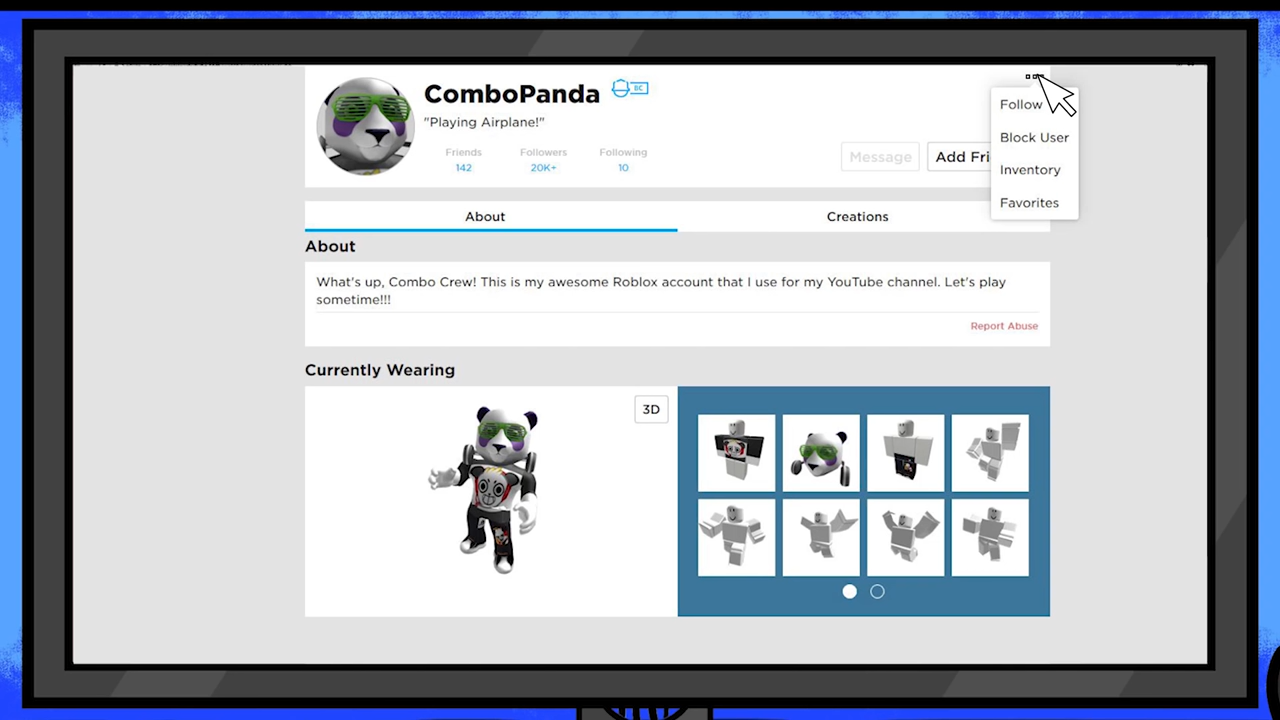 ComboPanda BC
"Playing Airplane!"
Friends Followers Following
142 20K+ 10
Message Add Fri
Follow
Block User
Inventory
Favorites
About Creations
About
What's up, Combo Crew! This is my awesome Roblox account that I use for my YouTube channel. Let's play
sometime!!!
Report Abuse
Currently Wearing
3D